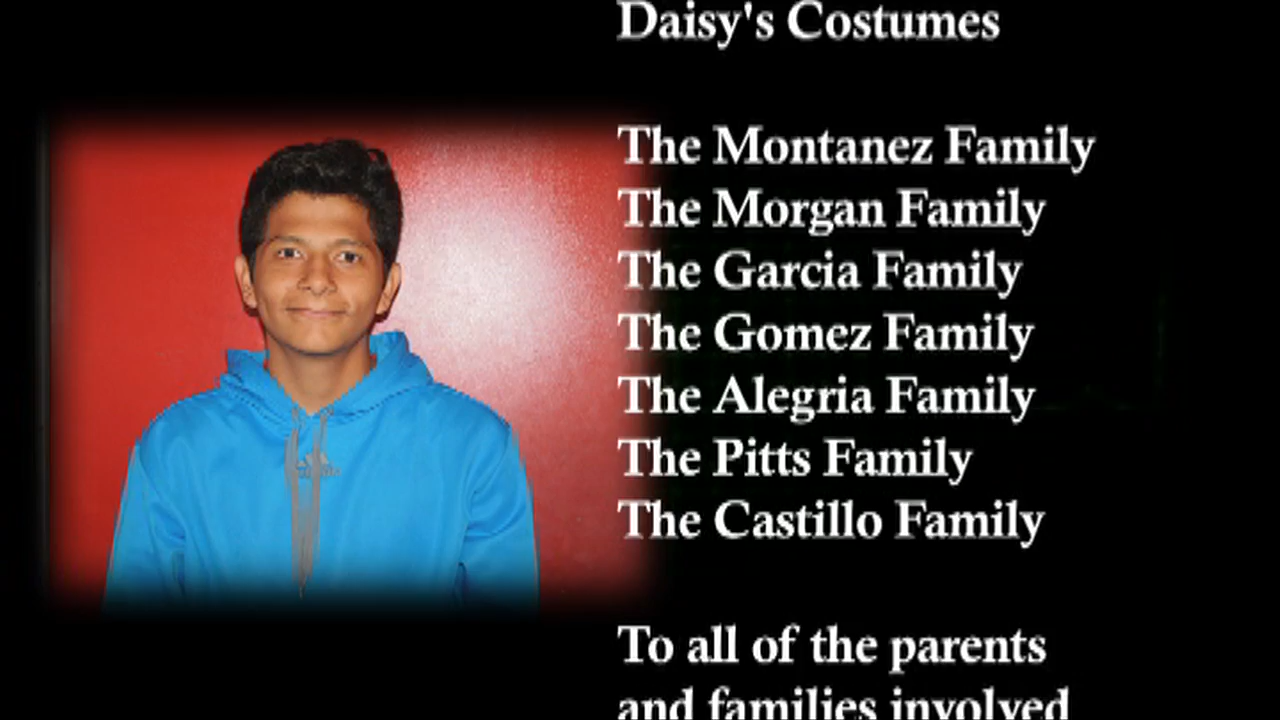 Daisy's Costumes
The Montanez Family
The Morgan Family
The Garcia Family
The Gomez Family
The Alegria Family
The Pitts Family
The Castillo Family
To all of the parents
and families involved